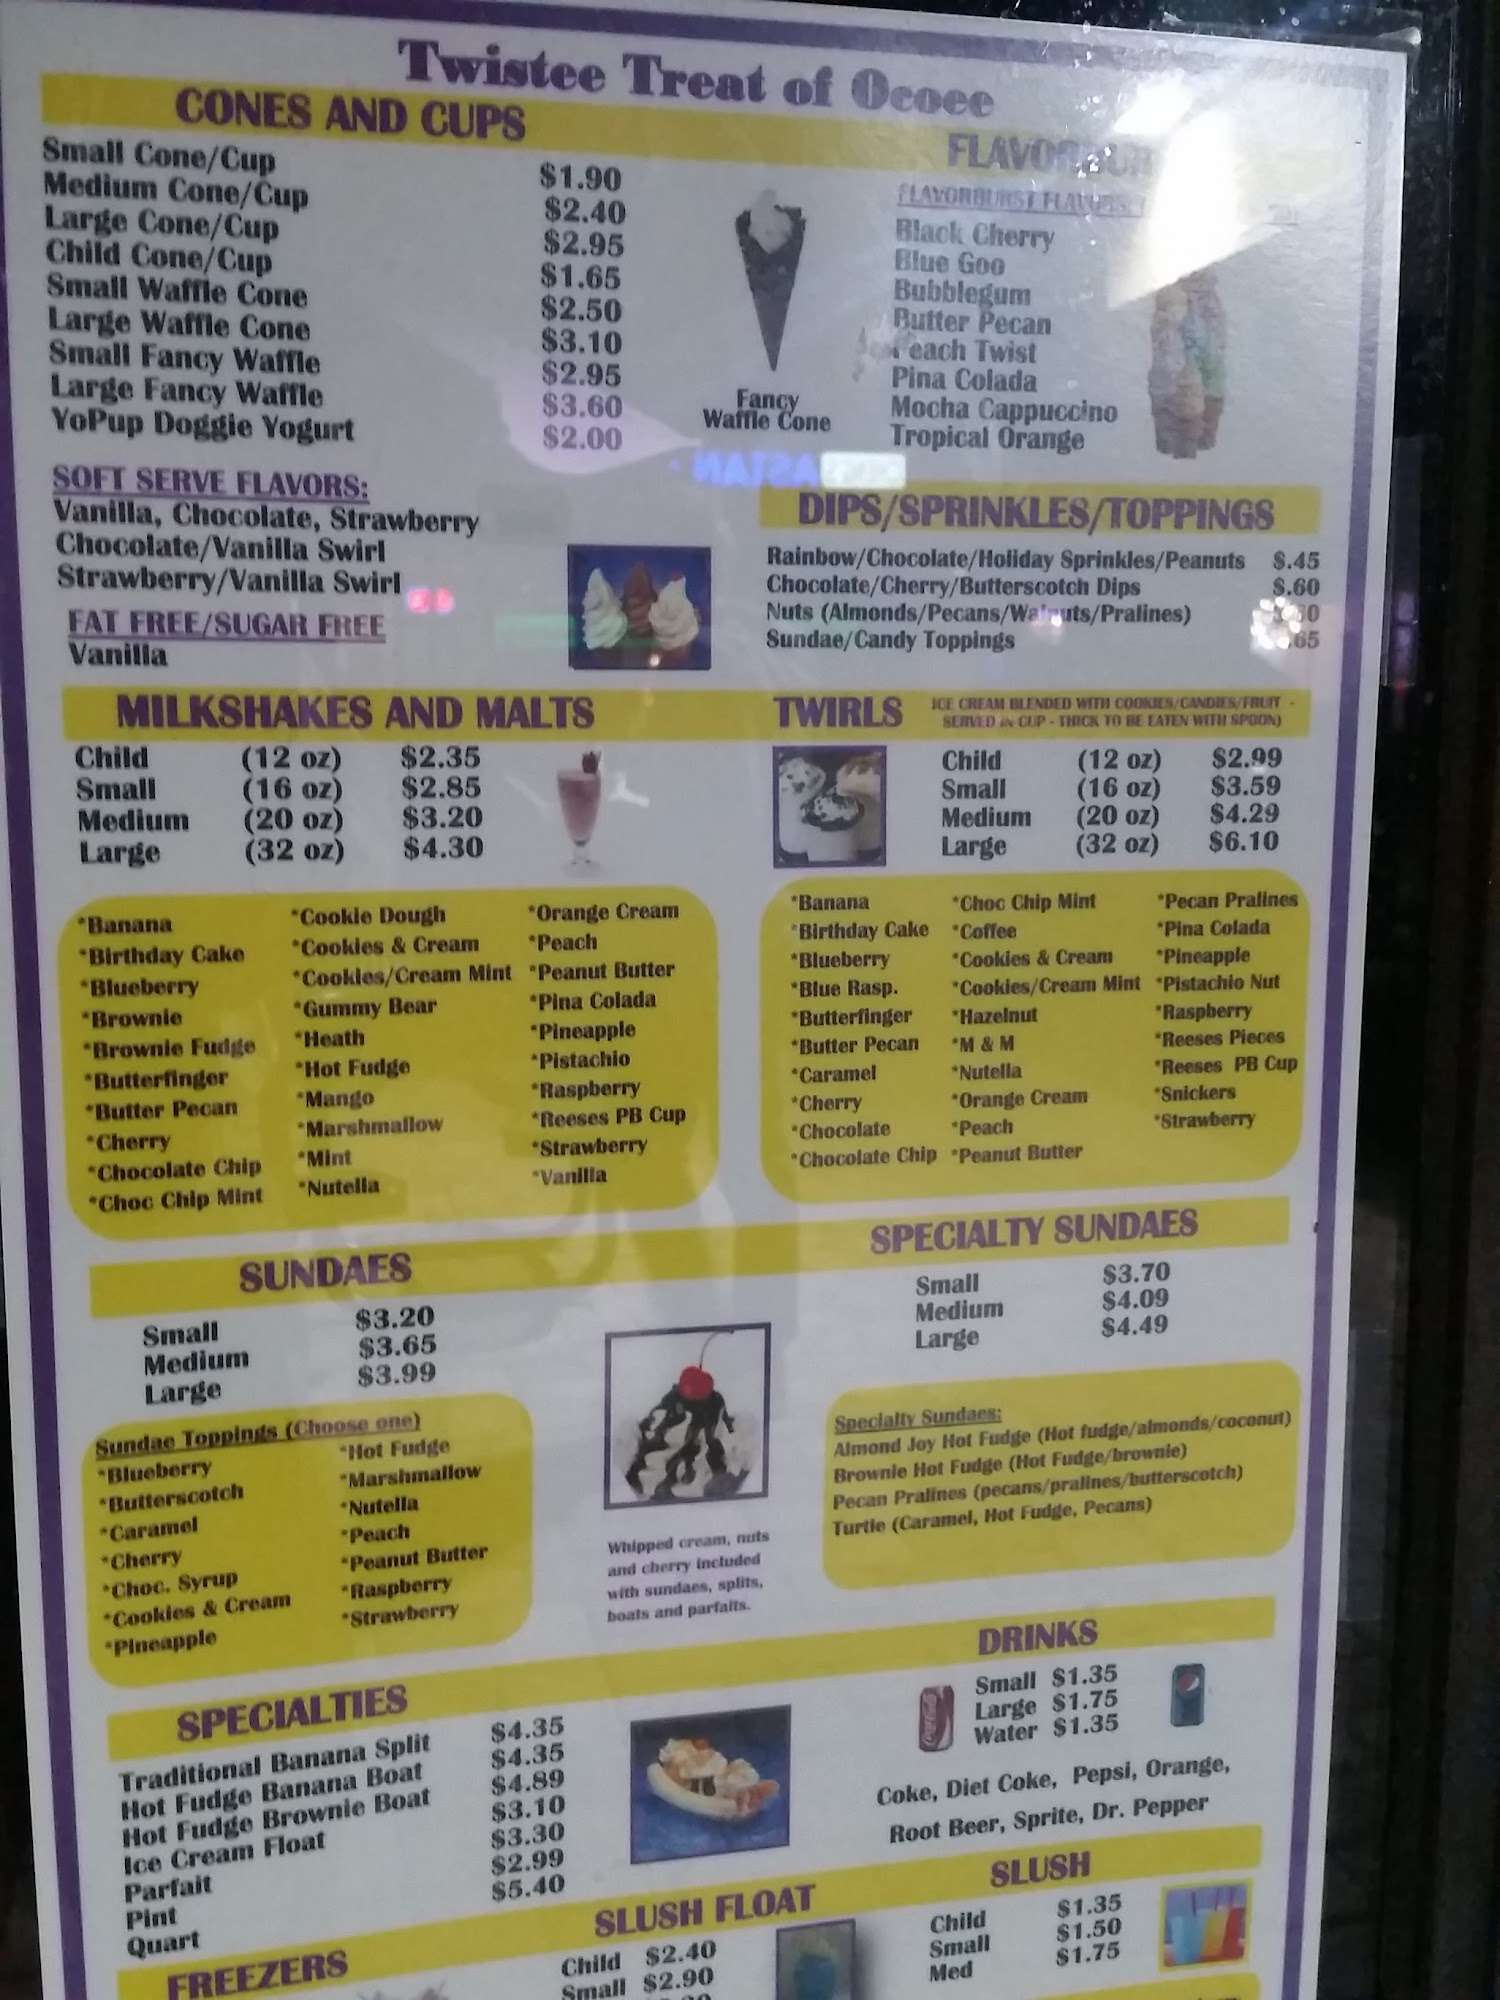 Twistee Treat of Ocoee
CONES AND CUPS
Small Cone/Cup $1.90
Medium Cone/Cup $2.40
Large Cone/Cup $2.95
Child Cone/Cup $1.65
Small Waffle Cone $2.50
Large Waffle Cone $3.10
Small Fancy Waffle $2.95
Large Fancy Waffle $3.60
YoPup Doggie Yogurt $2.00
Fancy
Waffle Cone
FLAVORBURST FLAVORS
Black Cherry
Blue Goo
Bubblegum
Butter Pecan
Peach Twist
Pina Colada
Mocha Cappuccino
Tropical Orange
SOFT SERVE FLAVORS:
Vanilla, Chocolate, Strawberry
Chocolate/Vanilla Swirl
Strawberry/Vanilla Swirl
FAT FREE/SUGAR FREE
Vanilla
DIPS/SPRINKLES/TOPPINGS
Rainbow/Chocolate/Holiday Sprinkles/Peanuts $.45
Chocolate/Cherry/Butterscotch Dips $.60
Nuts (Almonds/Pecans/Walnuts/Pralines)
Sundae/Candy Toppings .65
MILKSHAKES AND MALTS
Child (12 oz) $2.35
Small (16 oz) $2.85
Medium (20 oz) $3.20
Large (32 oz) $4.30
*Banana
*Birthday Cake
*Blueberry
*Brownie
*Brownie Fudge
*Butterfinger
*Butter Pecan
*Cherry
*Chocolate Chip
*Choc Chip Mint
*Cookie Dough
*Cookies & Cream
*Cookies/Cream Mint
*Gummy Bear
*Heath
*Hot Fudge
*Mango
*Marshmallow
*Mint
*Nutella
*Orange Cream
*Peach
*Peanut Butter
*Pina Colada
*Pineapple
*Pistachio
*Raspberry
*Reeses PB Cup
*Strawberry
*Vanilla
TWIRLS
ICE CREAM BLENDED WITH COOKIES/CANDIES/FRUIT -
SERVED IN CUP - THICK TO BE EATEN WITH SPOON)
Child (12 oz) $2.99
Small (16 oz) $3.59
Medium (20 oz) $4.29
Large (32 oz) $6.10
*Banana
*Birthday Cake
*Blueberry
*Blue Rasp.
*Butterfinger
*Butter Pecan
*Caramel
*Cherry
*Chocolate
*Chocolate Chip
*Choc Chip Mint
*Coffee
*Cookies & Cream
*Cookies/Cream Mint
*Hazelnut
*M & M
*Nutella
*Orange Cream
*Peach
*Peanut Butter
*Pecan Pralines
*Pina Colada
*Pineapple
*Pistachio Nut
*Raspberry
*Reeses Pieces
*Reeses PB Cup
*Snickers
*Strawberry
SUNDAES
Small $3.20
Medium $3.65
Large $3.99
Sundae Toppings (Choose one)
*Blueberry
*Butterscotch
*Caramel
*Cherry
*Choc. Syrup
*Cookies & Cream
*Pineapple
*Hot Fudge
*Marshmallow
*Nutella
*Peach
*Peanut Butter
*Raspberry
*Strawberry
Whipped cream, nuts
and cherry included
with sundaes, splits,
boats and parfaits.
SPECIALTY SUNDAES
Small $3.70
Medium $4.09
Large $4.49
Specialty Sundaes:
Almond Joy Hot Fudge (Hot fudge/almonds/coconut)
Brownie Hot Fudge (Hot Fudge/brownie)
Pecan Pralines (pecans/pralines/butterscotch)
Turtle (Caramel, Hot Fudge, Pecans)
SPECIALTIES
Traditional Banana Split $4.35
Hot Fudge Banana Boat $4.35
Hot Fudge Brownie Boat $4.89
Ice Cream Float $3.10
Parfait $3.30
Pint $2.99
Quart $5.40
DRINKS
Small $1.35
Large $1.75
Water $1.35
Coke, Diet Coke, Pepsi, Orange,
Root Beer, Sprite, Dr. Pepper
FREEZERS
SLUSH FLOAT
Child $2.40
Small $2.90
SLUSH
Child $1.35
Small $1.50
Med $1.75